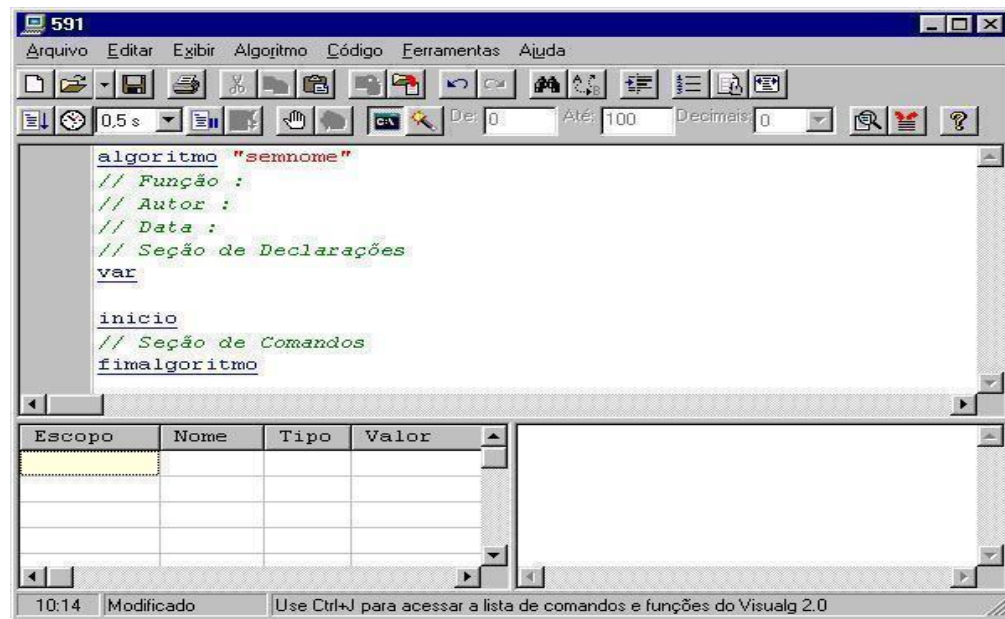 591
Arquivo Editar Exibir Algoritmo Código Ferramentas Ajuda
0,5 s De: 0 Até: 100 Decimais: 0
algoritmo "semnome"
// Função :
// Autor :
// Data :
// Seção de Declarações
var
inicio
// Seção de Comandos
fimalgoritmo
Escopo Nome Tipo Valor
10:14 Modificado Use Ctrl+J para acessar a lista de comandos e funções do Visualg 2.0